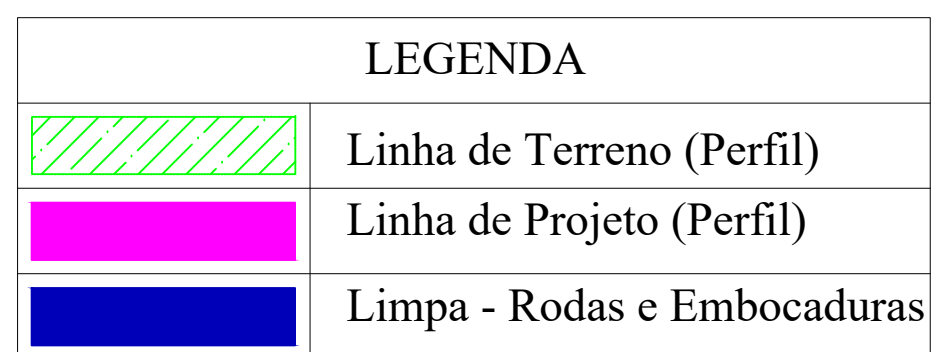 LEGENDA
Linha de Terreno (Perfil)
Linha de Projeto (Perfil)
Limpa - Rodas e Embocaduras